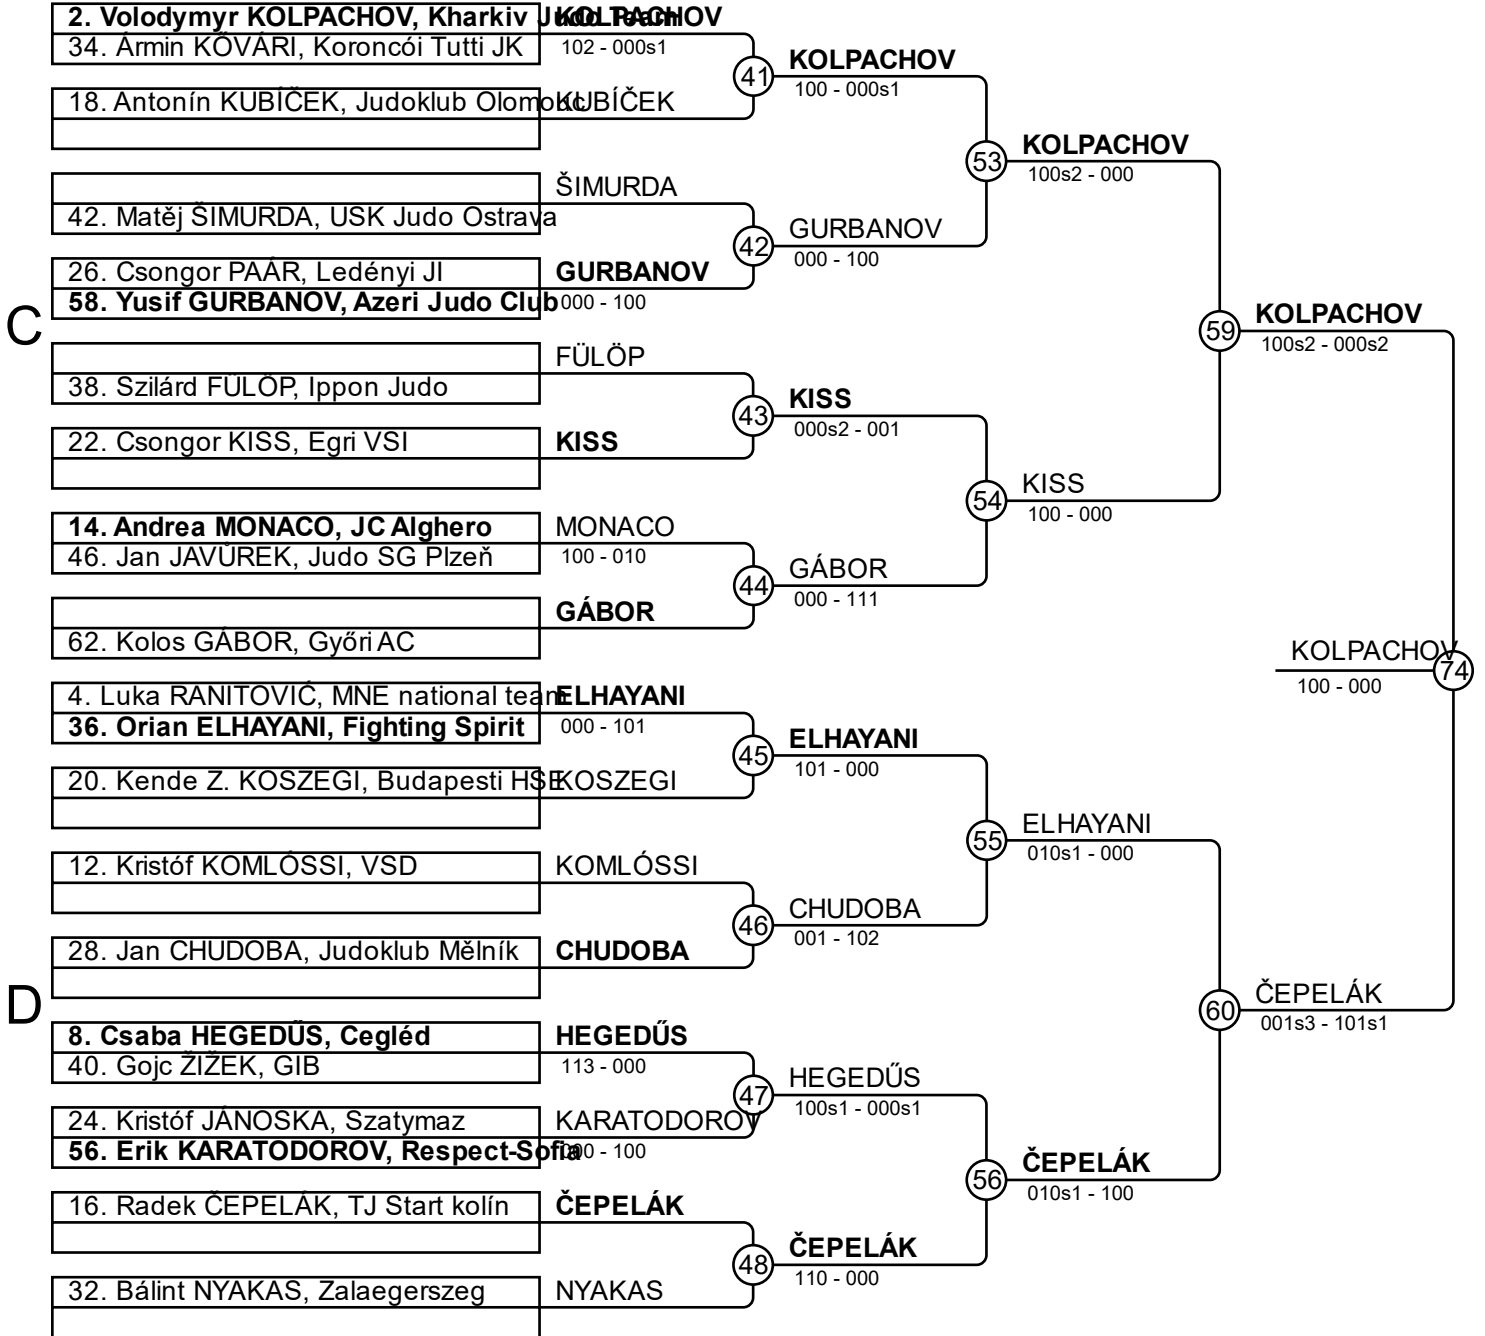 2. Volodymyr KOLPACHOV, Kharkiv Judo Team
KOLPACHOV
34. Ármin KŐVÁRI, Koroncói Tutti JK
102 - 000s1
41
KOLPACHOV
100 - 000s1
18. Antonín KUBÍČEK, Judoklub Olomouc
KUBÍČEK
53
KOLPACHOV
100s2 - 000
ŠIMURDA
42. Matěj ŠIMURDA, USK Judo Ostrava
42
GURBANOV
000 - 100
26. Csongor PAÁR, Ledényi JI
GURBANOV
58. Yusif GURBANOV, Azeri Judo Club
000 - 100
C
59
KOLPACHOV
100s2 - 000s2
FÜLÖP
38. Szilárd FÜLÖP, Ippon Judo
43
KISS
000s2 - 001
22. Csongor KISS, Egri VSI
KISS
54
KISS
100 - 000
14. Andrea MONACO, JC Alghero
MONACO
46. Jan JAVŮREK, Judo SG Plzeň
100 - 010
44
GÁBOR
000 - 111
GÁBOR
62. Kolos GÁBOR, Győri AC
KOLPACHOV
74
100 - 000
4. Luka RANITOVIĆ, MNE national team
ELHAYANI
36. Orian ELHAYANI, Fighting Spirit
000 - 101
45
ELHAYANI
101 - 000
20. Kende Z. KOSZEGI, Budapesti HSE
KOSZEGI
55
ELHAYANI
010s1 - 000
12. Kristóf KOMLÓSSI, VSD
KOMLÓSSI
46
CHUDOBA
001 - 102
28. Jan CHUDOBA, Judoklub Mělník
CHUDOBA
D
60
ČEPELÁK
001s3 - 101s1
8. Csaba HEGEDŰS, Cegléd
HEGEDŰS
40. Gojc ŽIŽEK, GIB
113 - 000
47
HEGEDŰS
100s1 - 000s1
24. Kristóf JÁNOSKA, Szatymaz
KARATODOROV
56. Erik KARATODOROV, Respect-Sofia
000 - 100
56
ČEPELÁK
010s1 - 100
16. Radek ČEPELÁK, TJ Start kolín
ČEPELÁK
48
ČEPELÁK
110 - 000
32. Bálint NYAKAS, Zalaegerszeg
NYAKAS